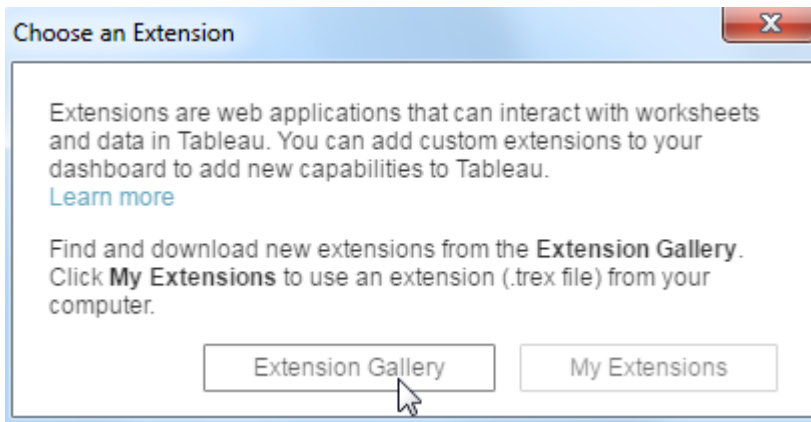 Choose an Extension
X
Extensions are web applications that can interact with worksheets
and data in Tableau. You can add custom extensions to your
dashboard to add new capabilities to Tableau.
Learn more
Find and download new extensions from the Extension Gallery.
Click My Extensions to use an extension (.trex file) from your
computer.
Extension Gallery My Extensions